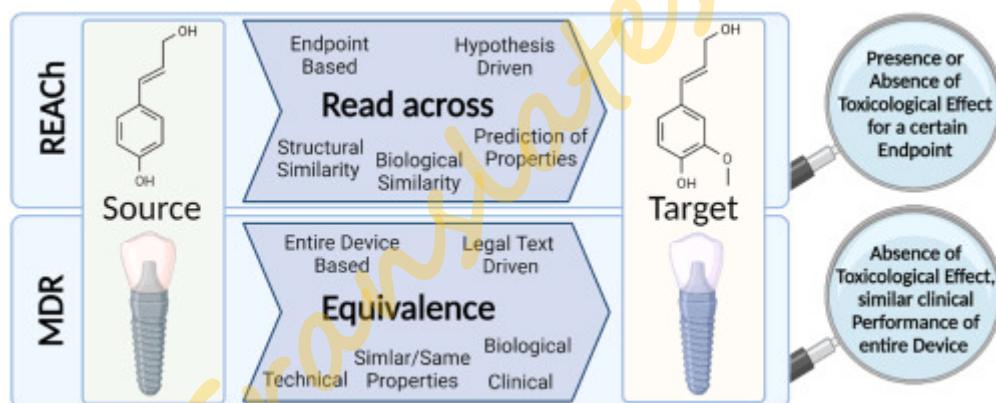 REACh
OH
OH
Source
Endpoint
Based
Hypothesis
Driven
Read across
Structural
Similarity
Biological
Similarity
Prediction of
Properties
OH
O
OH
Target
Presence or
Absence of
Toxicological Effect
for a certain
Endpoint
MDR
Entire Device
Based
Legal Text
Driven
Equivalence
Technical
Simlar/Same
Properties
Biological
Clinical
Absence of
Toxicological Effect,
similar clinical
Performance of
entire Device